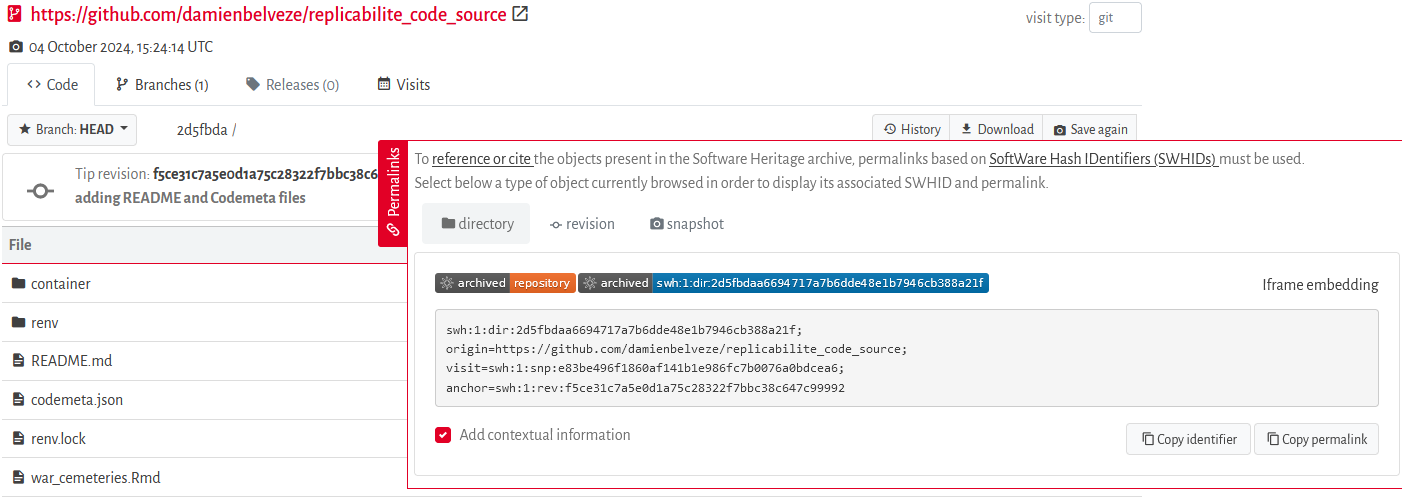 https://github.com/damienbelveze/replicabilite_code_source
visit type: git
04 October 2024, 15:24:14 UTC
Code Branches (1) Releases (0) Visits
Branch: HEAD 2d5fbda / History Download Save again
Tip revision: f5ce31c7a5e0d1a75c28322f7bbc38c6
adding README and Codemeta files
File
container
renv
README.md
codemeta.json
renv.lock
war_cemeteries.Rmd
Permalinks
To reference or cite the objects present in the Software Heritage archive, permalinks based on SoftWare Hash IDentifiers (SWHIDs) must be used.
Select below a type of object currently browsed in order to display its associated SWHID and permalink.
directory revision snapshot
archived repository archived swh:1:dir:2d5fbdaa6694717a7b6dde48e1b7946cb388a21f
Iframe embedding
swh:1:dir:2d5fbdaa6694717a7b6dde48e1b7946cb388a21f;
origin=https://github.com/damienbelveze/replicabilite_code_source;
visit=swh:1:snp:e83be496f1860af141b1e986fc7b0076a0bdcea6;
anchor=swh:1:rev:f5ce31c7a5e0d1a75c28322f7bbc38c647c99992
Add contextual information
Copy identifier Copy permalink